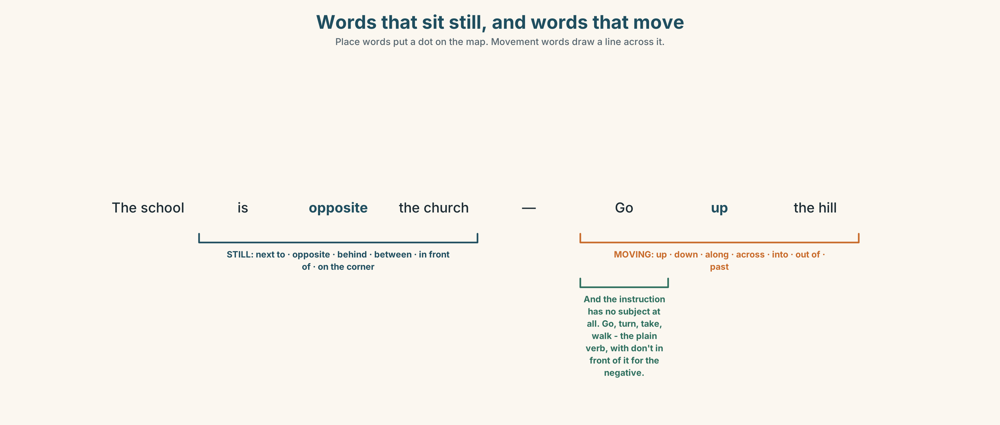 Words that sit still, and words that move
Place words put a dot on the map. Movement words draw a line across it.
The school is opposite the church — Go up the hill
STILL: next to · opposite · behind · between · in front
of · on the corner
MOVING: up · down · along · across · into · out of ·
past
And the instruction
has no subject at
all. Go, turn, take,
walk - the plain
verb, with don't in
front of it for the
negative.